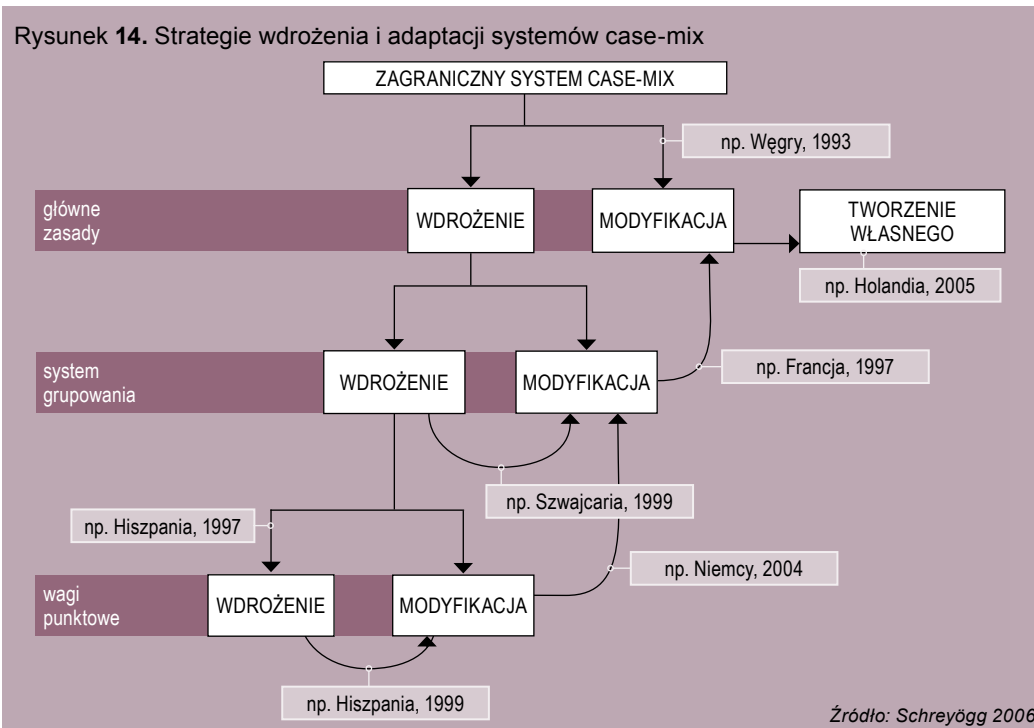 Rysunek 14. Strategie wdrożenia i adaptacji systemów case-mix
ZAGRANICZNY SYSTEM CASE-MIX
np. Węgry, 1993
główne
zasady
WDROŻENIE
MODYFIKACJA
TWORZENIE
WŁASNEGO
np. Holandia, 2005
system
grupowania
WDROŻENIE
MODYFIKACJA
np. Francja, 1997
np. Szwajcaria, 1999
np. Hiszpania, 1997
np. Niemcy, 2004
wagi
punktowe
WDROŻENIE
MODYFIKACJA
np. Hiszpania, 1999
Źródło: Schreyögg 2006